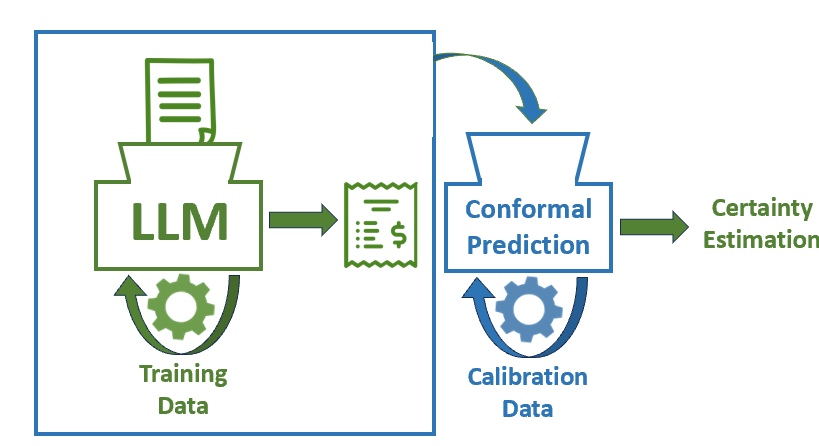 LLM
$
Training
Data
Conformal
Prediction
Calibration
Data
Certainty
Estimation